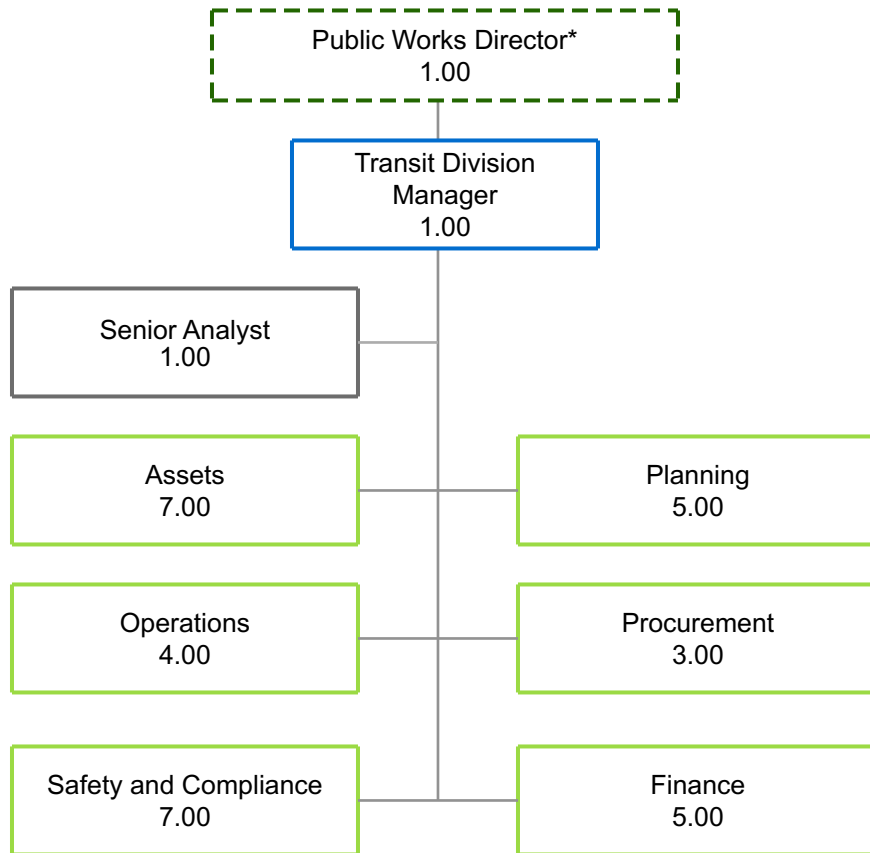 Public Works Director*
1.00
Transit Division
Manager
1.00
Senior Analyst
1.00
Assets
7.00
Planning
5.00
Operations
4.00
Procurement
3.00
Safety and Compliance
7.00
Finance
5.00